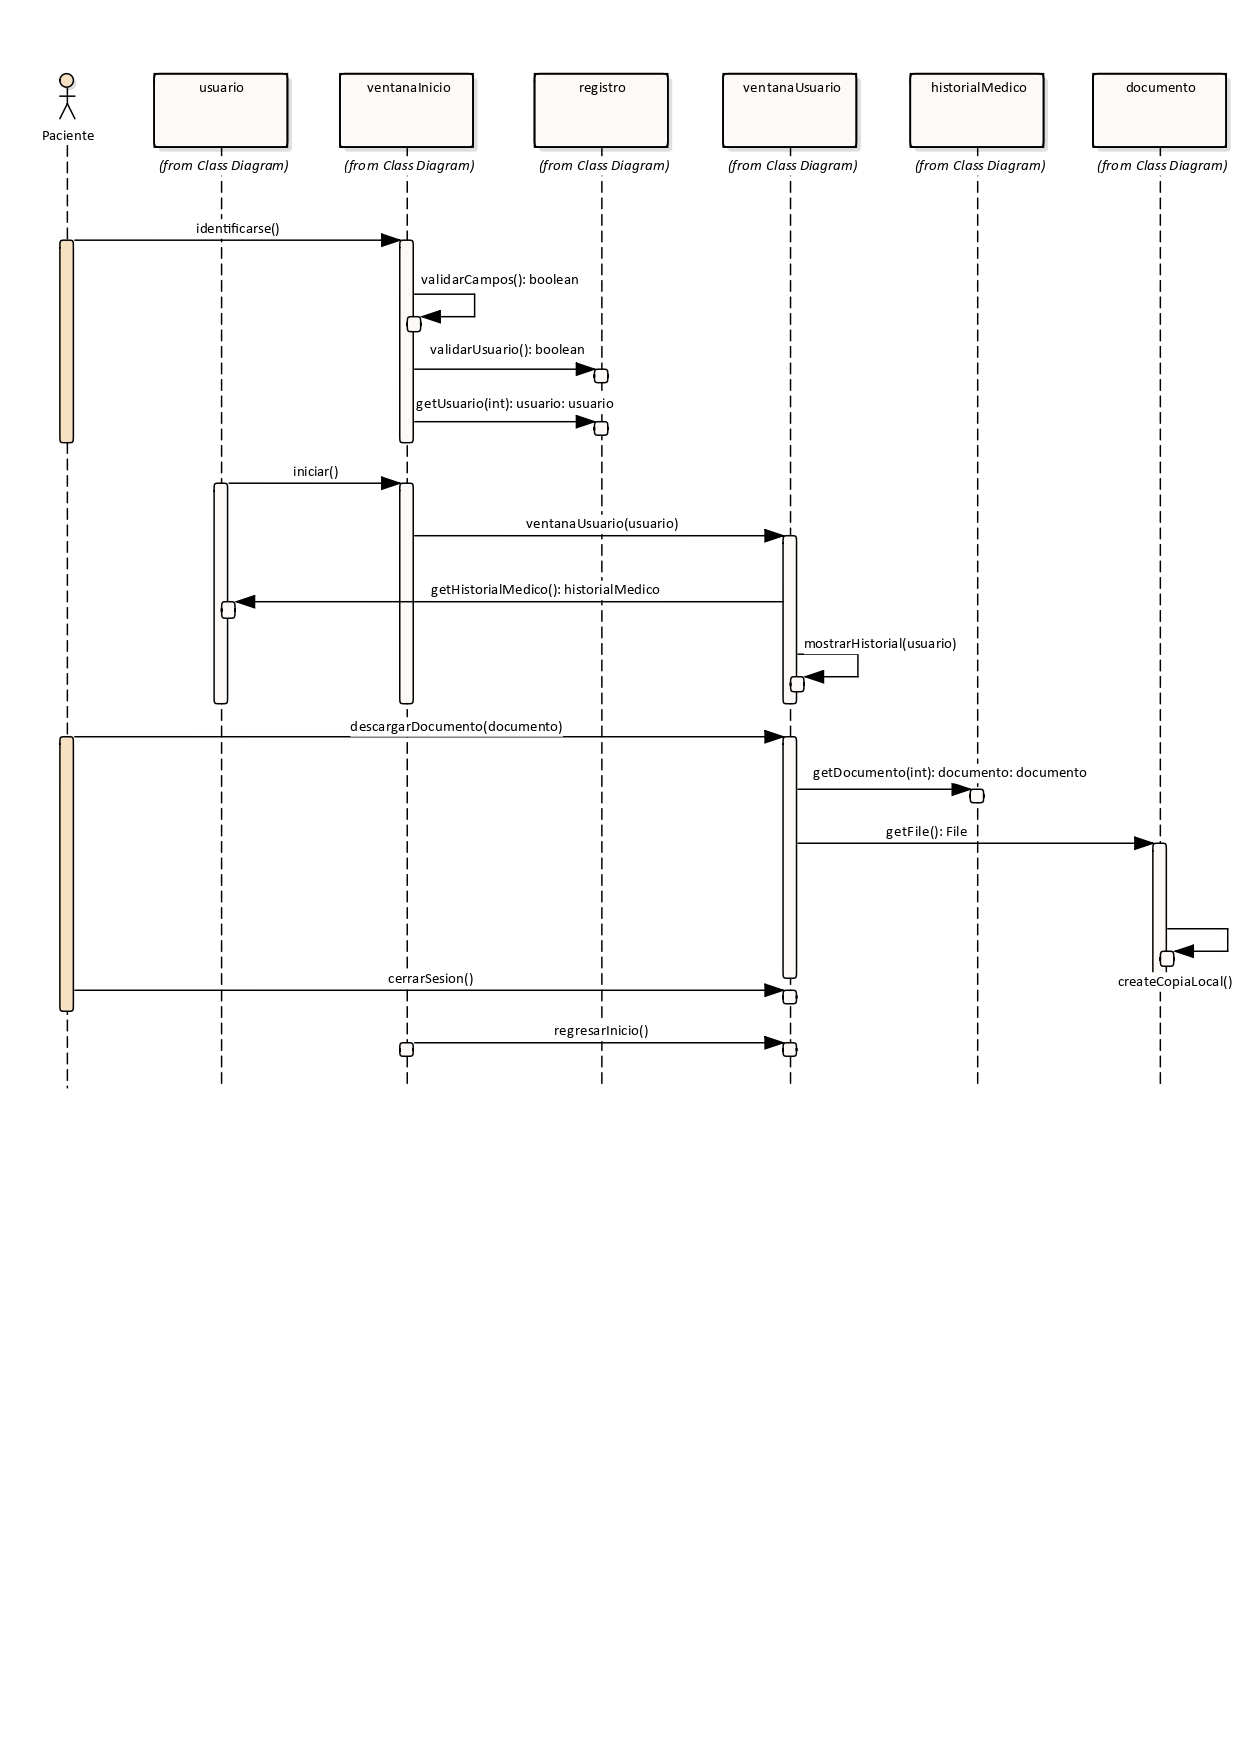 Paciente
usuario
(from Class Diagram)
ventanaInicio
(from Class Diagram)
registro
(from Class Diagram)
ventanaUsuario
(from Class Diagram)
historialMedico
(from Class Diagram)
documento
(from Class Diagram)
identificarse()
validarCampos(): boolean
validarUsuario(): boolean
getUsuario(int): usuario: usuario
iniciar()
ventanaUsuario(usuario)
getHistorialMedico(): historialMedico
mostrarHistorial(usuario)
descargarDocumento(documento)
getDocumento(int): documento: documento
getFile(): File
cerrarSesion()
createCopiaLocal()
regresarInicio()